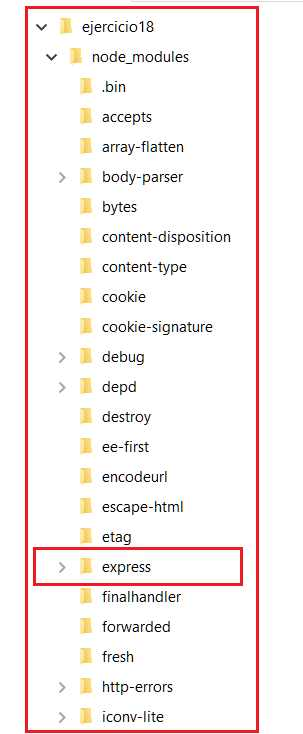 ejercicio18
node_modules
.bin
accepts
array-flatten
body-parser
bytes
content-disposition
content-type
cookie
cookie-signature
debug
depd
destroy
ee-first
encodeurl
escape-html
etag
express
finalhandler
forwarded
fresh
http-errors
iconv-lite